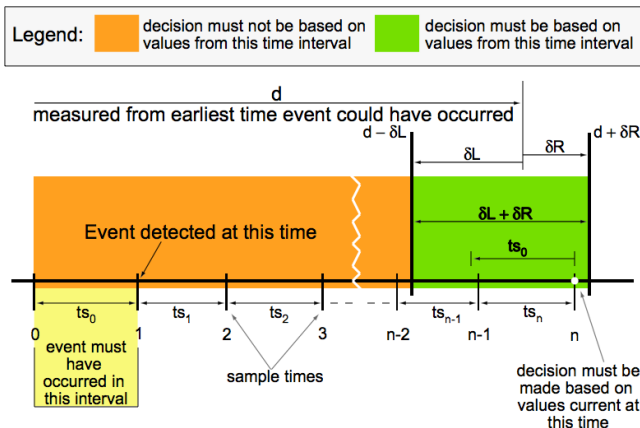 Legend:
decision must not be based on
values from this time interval
decision must be based on
values from this time interval
d
measured from earliest time event could have occurred
d – δL
d + δR
δL
δR
δL + δR
Event detected at this time
ts0
ts0
ts1
ts2
tsn-1
tsn
0
1
2
3
n-2
n-1
n
event must
have
occurred in
this interval
sample times
decision must be
made based on
values current at
this time